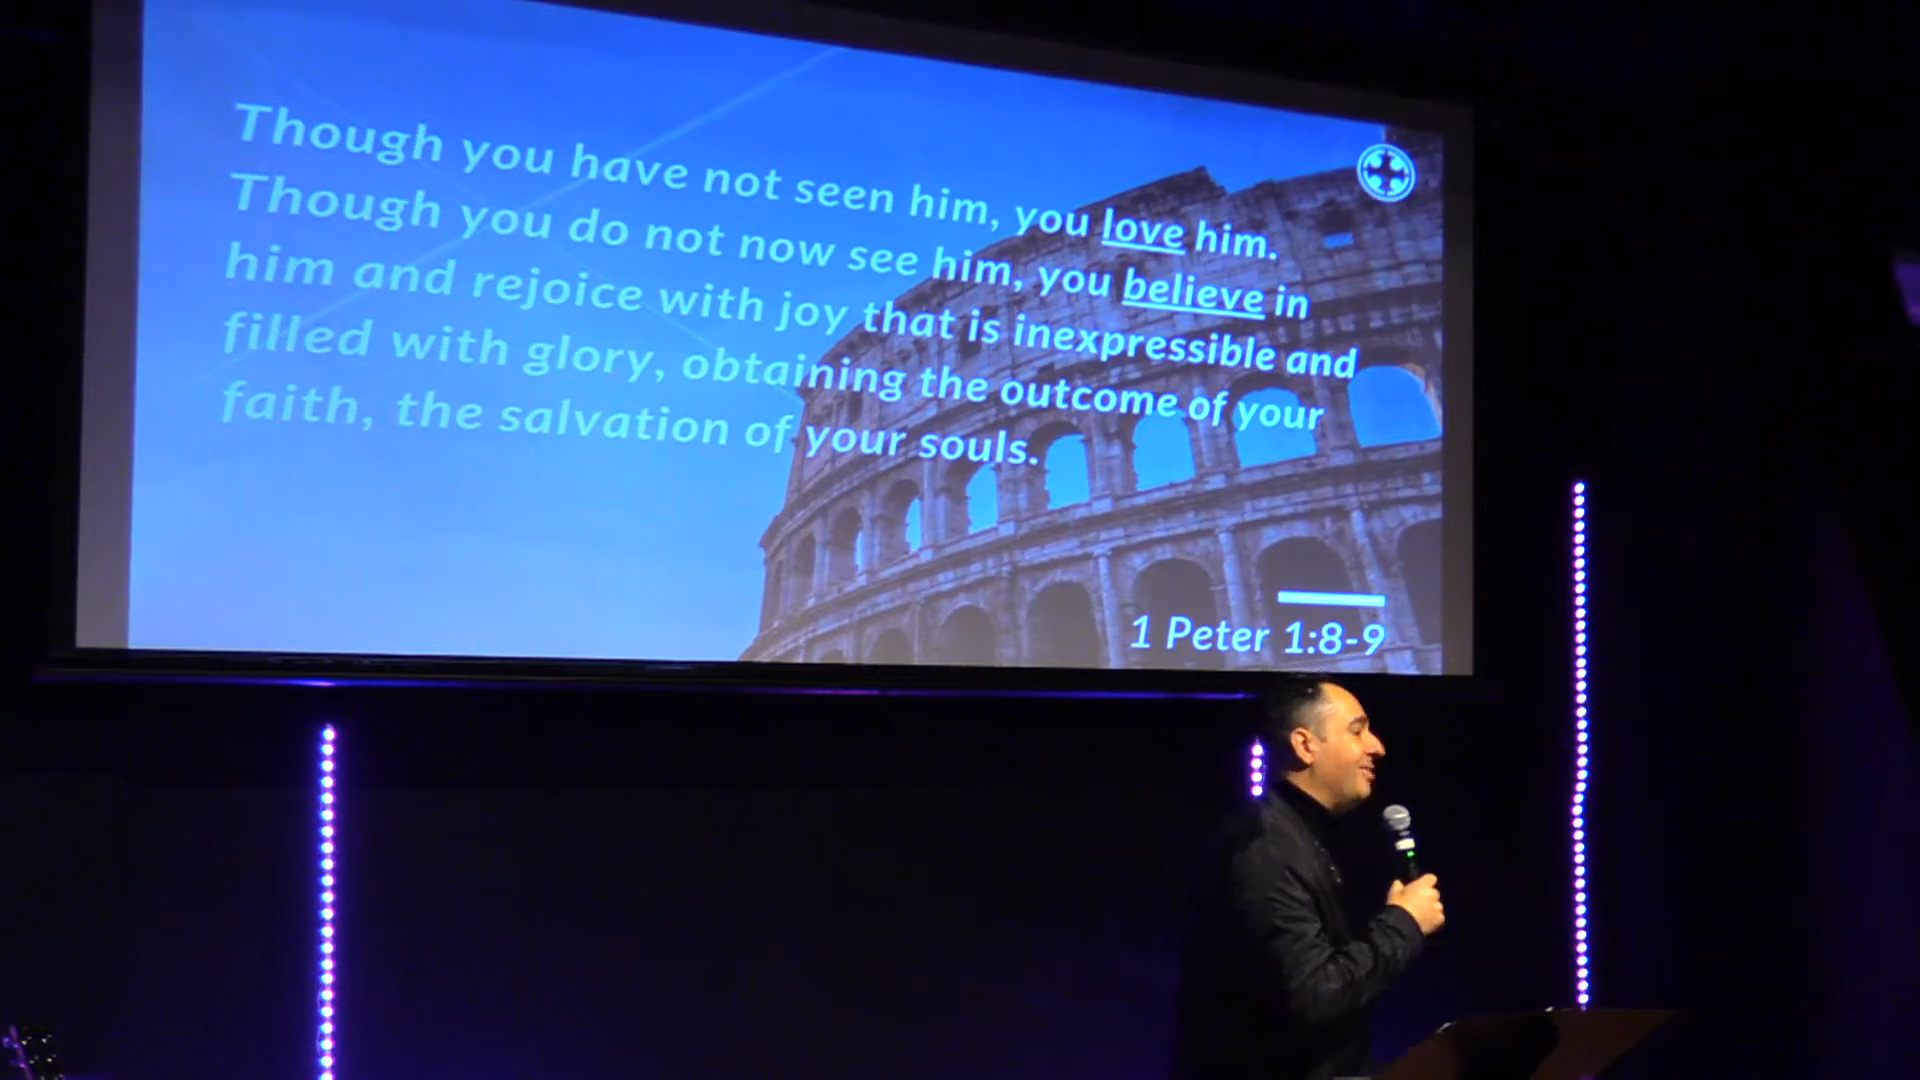 Though you have not seen him, you love him.
Though you do not now see him, you believe in
him and rejoice with joy that is inexpressible and
filled with glory, obtaining the outcome of your
faith, the salvation of your souls.
1 Peter 1:8-9